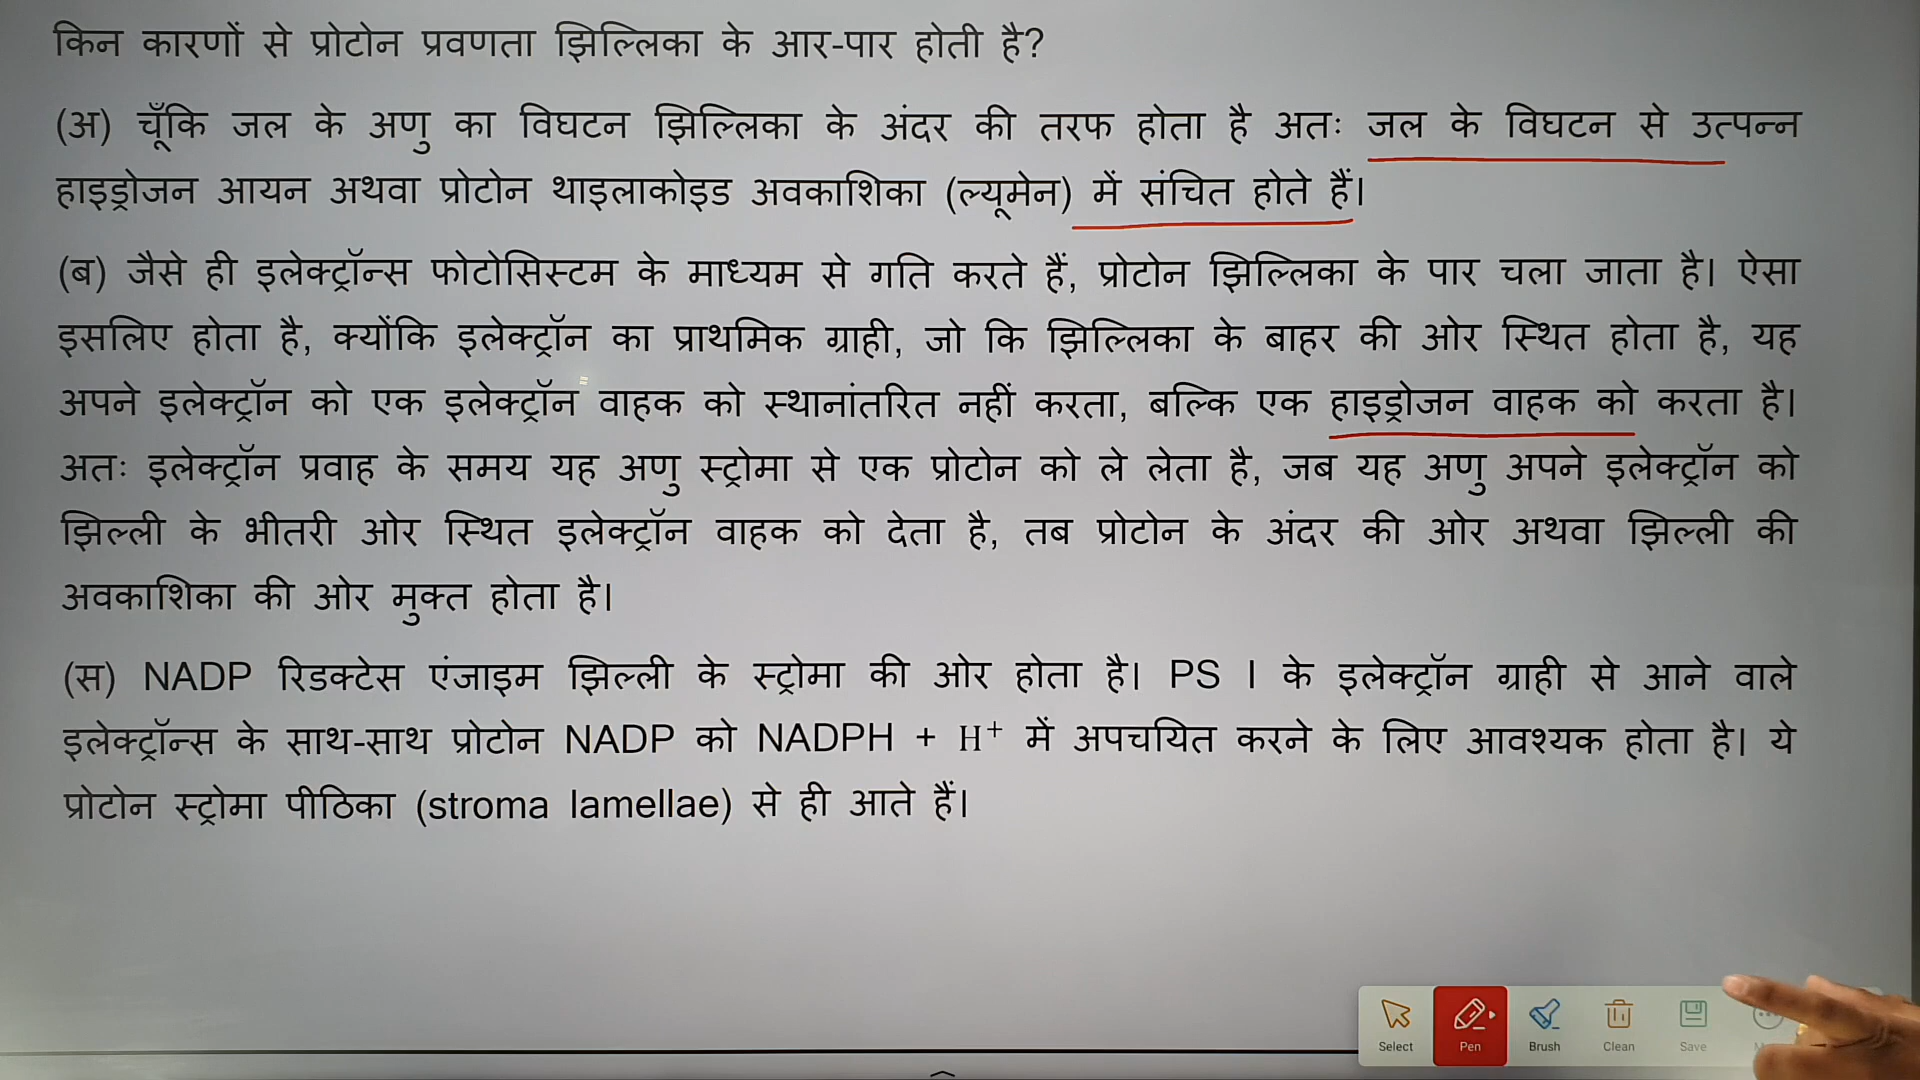 किन कारणों से प्रोटोन प्रवणता झिल्लिका के आर-पार होती है?
(अ) चूँकि जल के अणु का विघटन झिल्लिका के अंदर की तरफ होता है अतः जल के विघटन से उत्पन्न
हाइड्रोजन आयन अथवा प्रोटोन थाइलाकोइड अवकाशिका (ल्यूमेन) में संचित होते हैं।
(ब) जैसे ही इलेक्ट्रॉन्स फोटोसिस्टम के माध्यम से गति करते हैं, प्रोटोन झिल्लिका के पार चला जाता है। ऐसा
इसलिए होता है, क्योंकि इलेक्ट्रॉन का प्राथमिक ग्राही, जो कि झिल्लिका के बाहर की ओर स्थित होता है, यह
अपने इलेक्ट्रॉन को एक इलेक्ट्रॉन वाहक को स्थानांतरित नहीं करता, बल्कि एक हाइड्रोजन वाहक को करता है।
अतः इलेक्ट्रॉन प्रवाह के समय यह अणु स्ट्रोमा से एक प्रोटोन को ले लेता है, जब यह अणु अपने इलेक्ट्रॉन को
झिल्ली के भीतरी ओर स्थित इलेक्ट्रॉन वाहक को देता है, तब प्रोटोन के अंदर की ओर अथवा झिल्ली की
अवकाशिका की ओर मुक्त होता है।
(स) NADP रिडक्टेस एंजाइम झिल्ली के स्ट्रोमा की ओर होता है। PS I के इलेक्ट्रॉन ग्राही से आने वाले
इलेक्ट्रॉन्स के साथ-साथ प्रोटोन NADP को NADPH + H⁺ में अपचयित करने के लिए आवश्यक होता है। ये
प्रोटोन स्ट्रोमा पीठिका (stroma lamellae) से ही आते हैं।
Select Pen Brush Clean Save